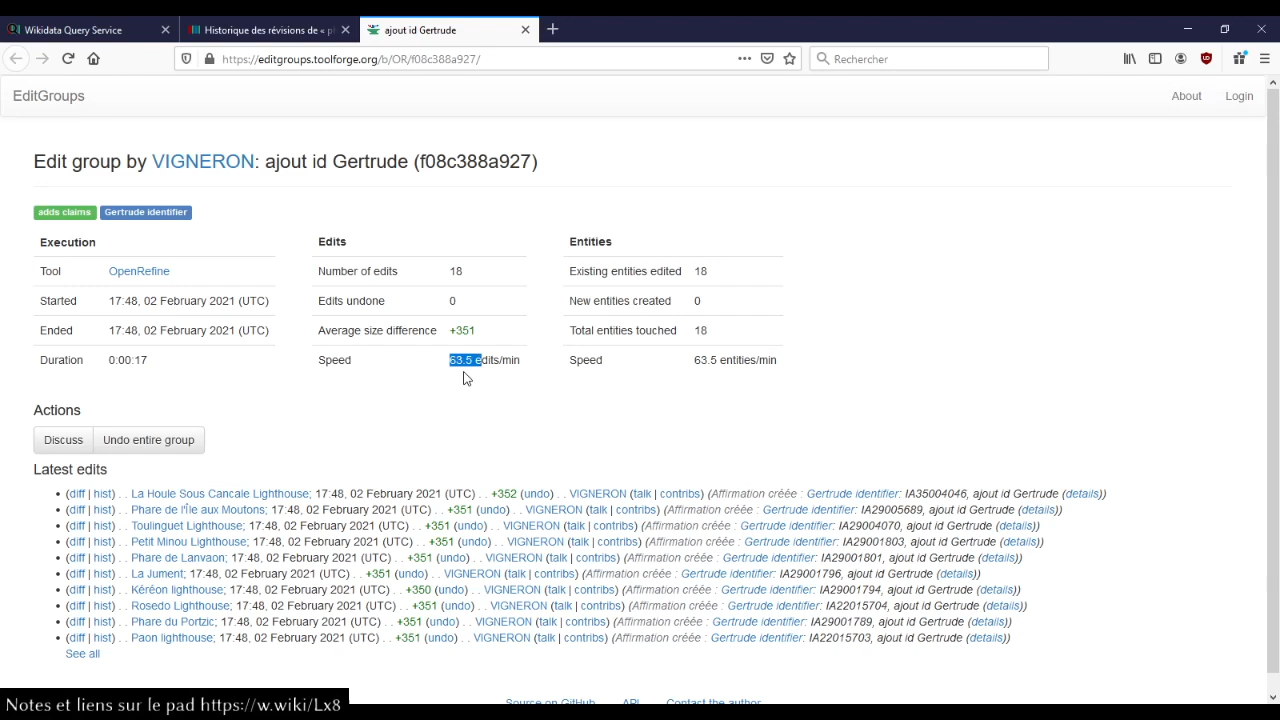 Wikidata Query Service
Historique des révisions de « pl
ajout id Gertrude
https://editgroups.toolforge.org/b/OR/f08c388a927/
Rechercher
EditGroups
About Login
Edit group by VIGNERON: ajout id Gertrude (f08c388a927)
adds claims Gertrude identifier
Execution Edits Entities
Tool OpenRefine Number of edits 18 Existing entities edited 18
Started 17:48, 02 February 2021 (UTC) Edits undone 0 New entities created 0
Ended 17:48, 02 February 2021 (UTC) Average size difference +351 Total entities touched 18
Duration 0:00:17 Speed 63.5 edits/min Speed 63.5 entities/min
Actions
Discuss Undo entire group
Latest edits
• (diff | hist) . . La Houle Sous Cancale Lighthouse; 17:48, 02 February 2021 (UTC) . . +352 (undo) . . VIGNERON (talk | contribs) (Affirmation créée : Gertrude identifier: IA35004046, ajout id Gertrude (details))
• (diff | hist) . . Phare de l'Île aux Moutons; 17:48, 02 February 2021 (UTC) . . +351 (undo) . . VIGNERON (talk | contribs) (Affirmation créée : Gertrude identifier: IA29005689, ajout id Gertrude (details))
• (diff | hist) . . Toulinguet Lighthouse; 17:48, 02 February 2021 (UTC) . . +351 (undo) . . VIGNERON (talk | contribs) (Affirmation créée : Gertrude identifier: IA29004070, ajout id Gertrude (details))
• (diff | hist) . . Petit Minou Lighthouse; 17:48, 02 February 2021 (UTC) . . +351 (undo) . . VIGNERON (talk | contribs) (Affirmation créée : Gertrude identifier: IA29001803, ajout id Gertrude (details))
• (diff | hist) . . Phare de Lanvaon; 17:48, 02 February 2021 (UTC) . . +351 (undo) . . VIGNERON (talk | contribs) (Affirmation créée : Gertrude identifier: IA29001801, ajout id Gertrude (details))
• (diff | hist) . . La Jument; 17:48, 02 February 2021 (UTC) . . +351 (undo) . . VIGNERON (talk | contribs) (Affirmation créée : Gertrude identifier: IA29001796, ajout id Gertrude (details))
• (diff | hist) . . Kéréon lighthouse; 17:48, 02 February 2021 (UTC) . . +350 (undo) . . VIGNERON (talk | contribs) (Affirmation créée : Gertrude identifier: IA29001794, ajout id Gertrude (details))
• (diff | hist) . . Rosedo Lighthouse; 17:48, 02 February 2021 (UTC) . . +351 (undo) . . VIGNERON (talk | contribs) (Affirmation créée : Gertrude identifier: IA22015704, ajout id Gertrude (details))
• (diff | hist) . . Phare du Portzic; 17:48, 02 February 2021 (UTC) . . +351 (undo) . . VIGNERON (talk | contribs) (Affirmation créée : Gertrude identifier: IA29001789, ajout id Gertrude (details))
• (diff | hist) . . Paon lighthouse; 17:48, 02 February 2021 (UTC) . . +351 (undo) . . VIGNERON (talk | contribs) (Affirmation créée : Gertrude identifier: IA22015703, ajout id Gertrude (details))
See all
Source on GitHub API Contact the author
Notes et liens sur le pad https://w.wiki/Lx8